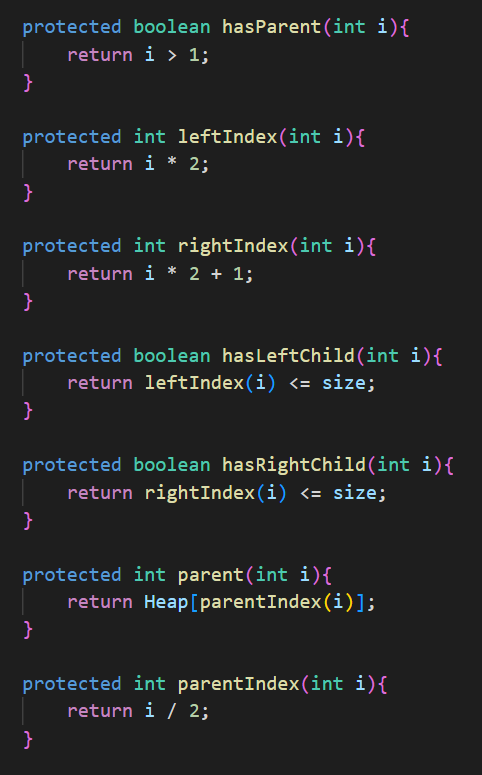 protected boolean hasParent(int i){
    return i > 1;
}

protected int leftIndex(int i){
    return i * 2;
}

protected int rightIndex(int i){
    return i * 2 + 1;
}

protected boolean hasLeftChild(int i){
    return leftIndex(i) <= size;
}

protected boolean hasRightChild(int i){
    return rightIndex(i) <= size;
}

protected int parent(int i){
    return Heap[parentIndex(i)];
}

protected int parentIndex(int i){
    return i / 2;
}